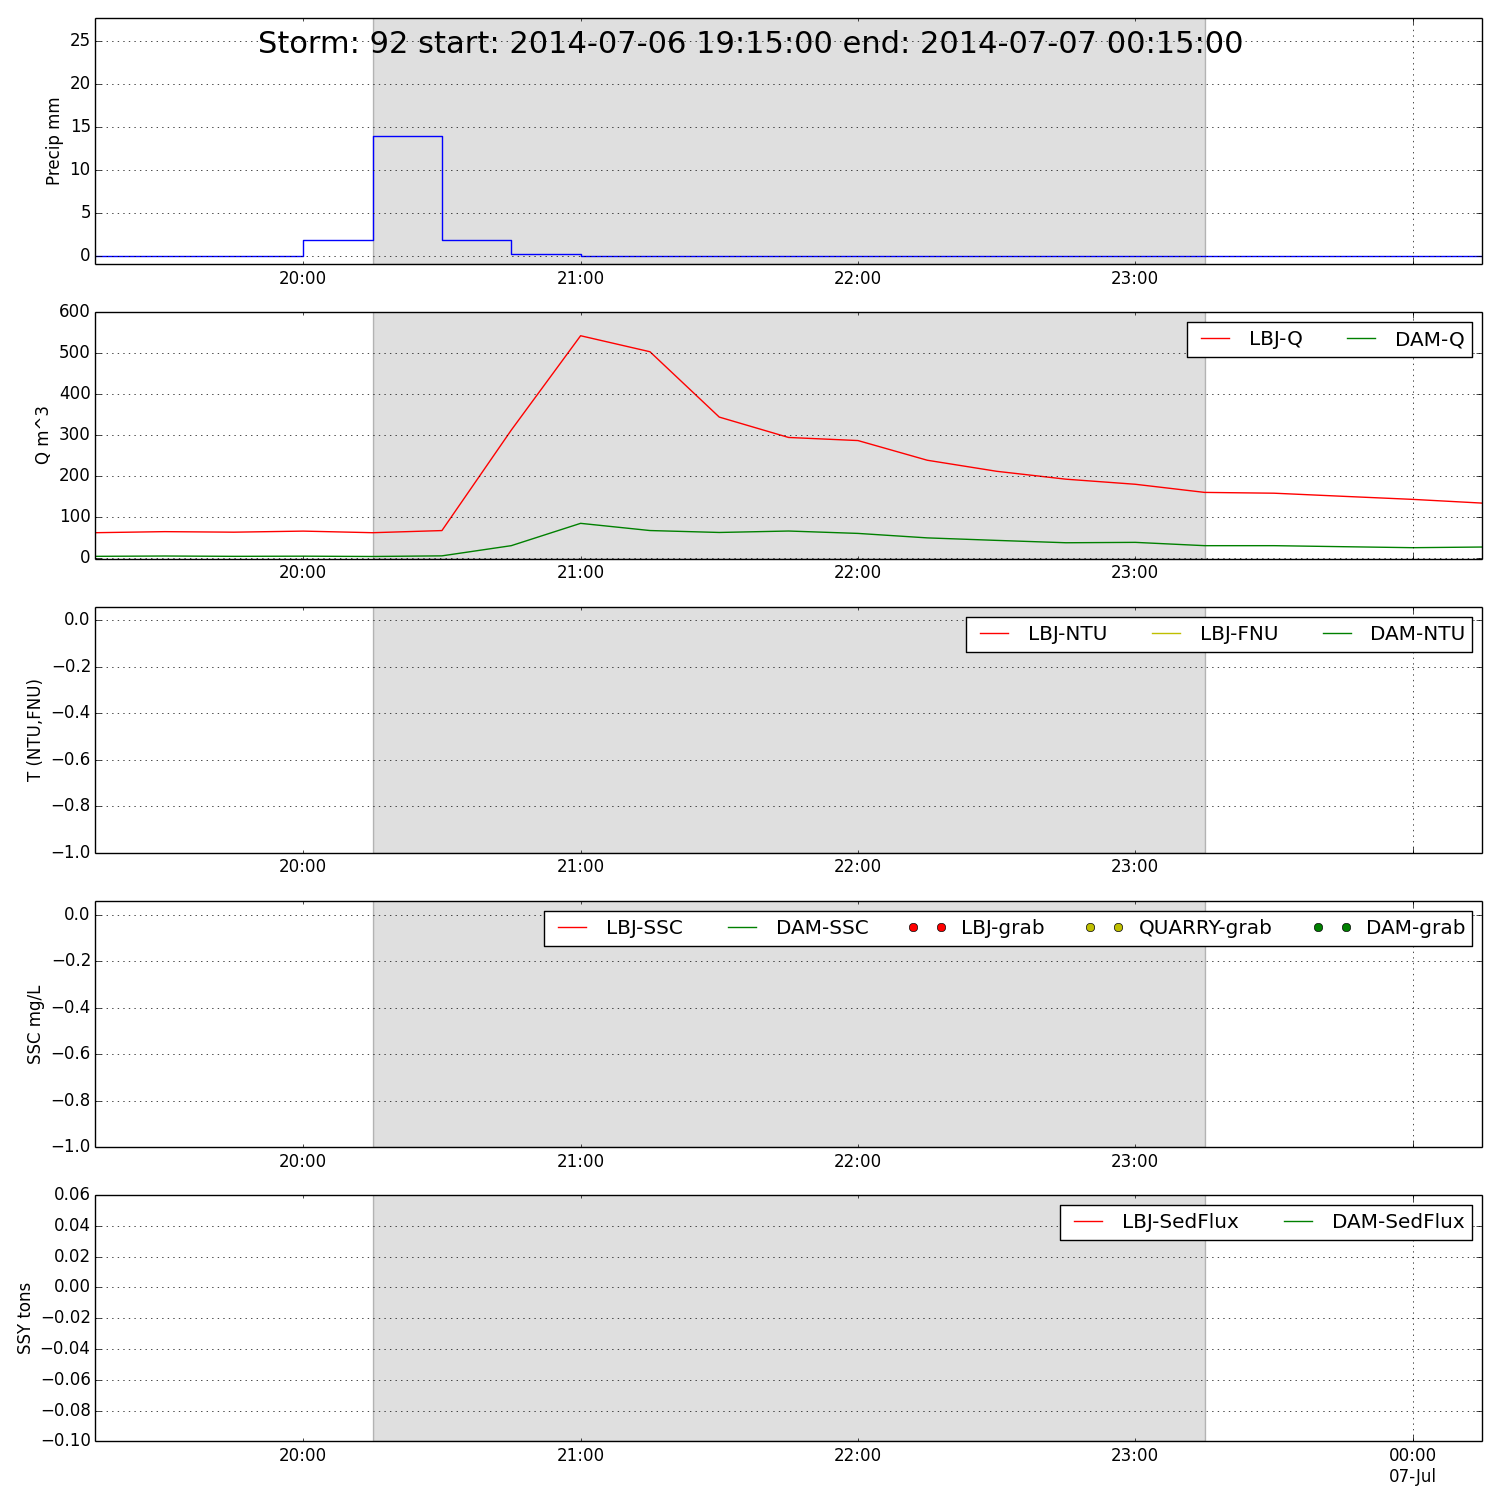 Storm: 92 start: 2014-07-06 19:15:00 end: 2014-07-07 00:15:00
Precip mm
25
20
15
10
5
0
20:00 21:00 22:00 23:00
Q m^3
600
500
400
300
200
100
0
LBJ-Q DAM-Q
20:00 21:00 22:00 23:00
T (NTU,FNU)
0.0
−0.2
−0.4
−0.6
−0.8
−1.0
LBJ-NTU LBJ-FNU DAM-NTU
20:00 21:00 22:00 23:00
SSC mg/L
0.0
−0.2
−0.4
−0.6
−0.8
−1.0
LBJ-SSC DAM-SSC LBJ-grab QUARRY-grab DAM-grab
20:00 21:00 22:00 23:00
SSY tons
0.06
0.04
0.02
0.00
−0.02
−0.04
−0.06
−0.08
−0.10
LBJ-SedFlux DAM-SedFlux
20:00 21:00 22:00 23:00 00:00
07-Jul